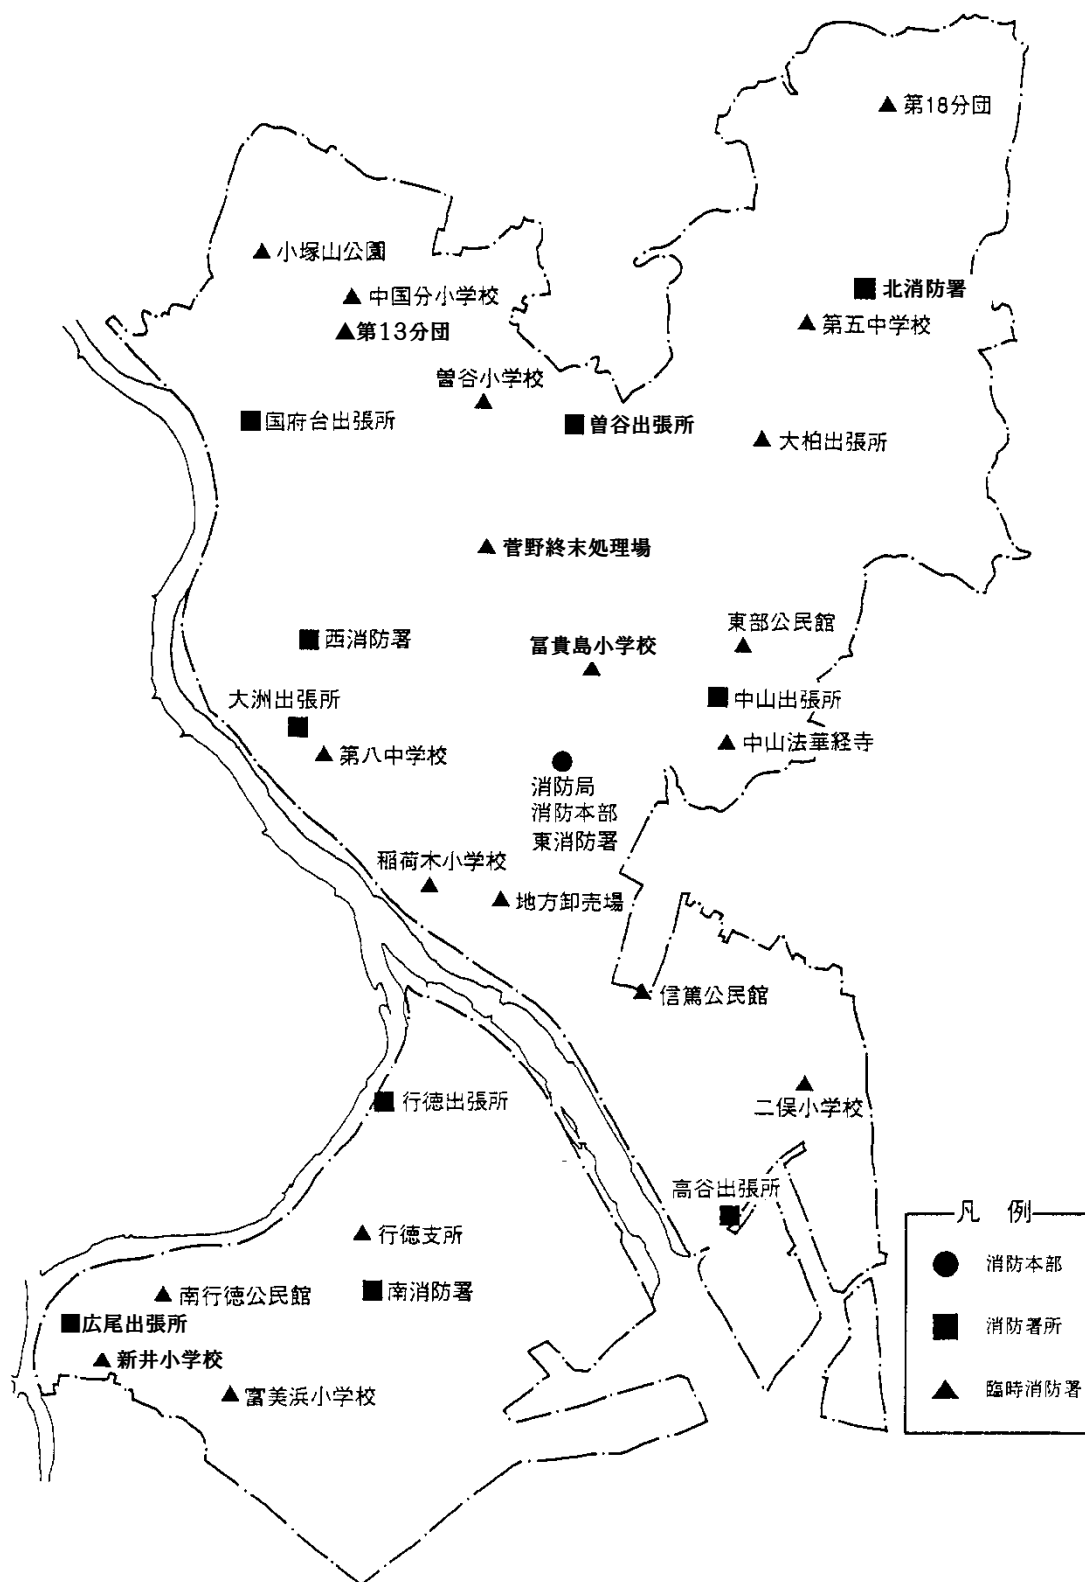 第18分団
小塚山公園
中国分小学校
北消防署
第13分団
第五中学校
曽谷小学校
国府台出張所
曽谷出張所
大柏出張所
菅野終末処理場
東部公民館
西消防署
冨貴島小学校
大洲出張所
中山出張所
第八中学校
中山法華経寺
消防局
消防本部
東消防署
稲荷木小学校
地方卸売場
信篤公民館
行徳出張所
二俣小学校
高谷出張所
行徳支所
南行徳公民館
南消防署
広尾出張所
新井小学校
富美浜小学校
凡 例
消防本部
消防署所
臨時消防署